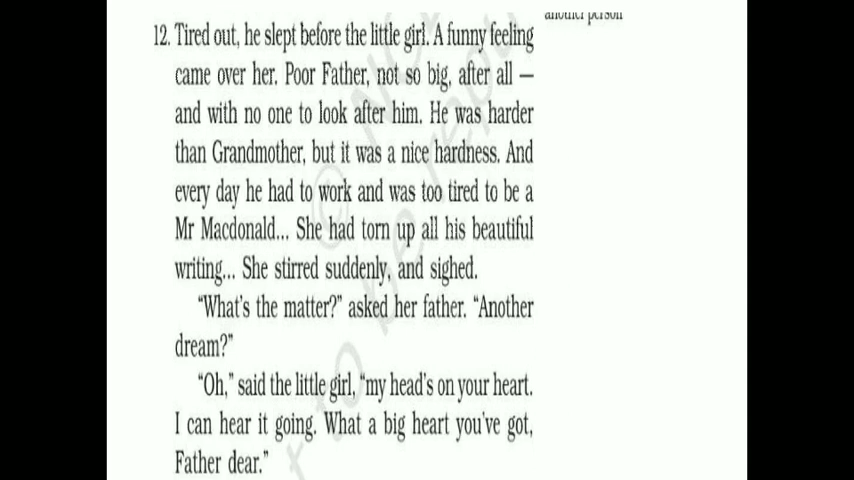 another person
12. Tired out, he slept before the little girl. A funny feeling
came over her. Poor Father, not so big, after all —
and with no one to look after him. He was harder
than Grandmother, but it was a nice hardness. And
every day he had to work and was too tired to be a
Mr Macdonald... She had torn up all his beautiful
writing... She stirred suddenly, and sighed.
“What's the matter?” asked her father. “Another
dream?”
“Oh,” said the little girl, “my head's on your heart.
I can hear it going. What a big heart you've got,
Father dear.”